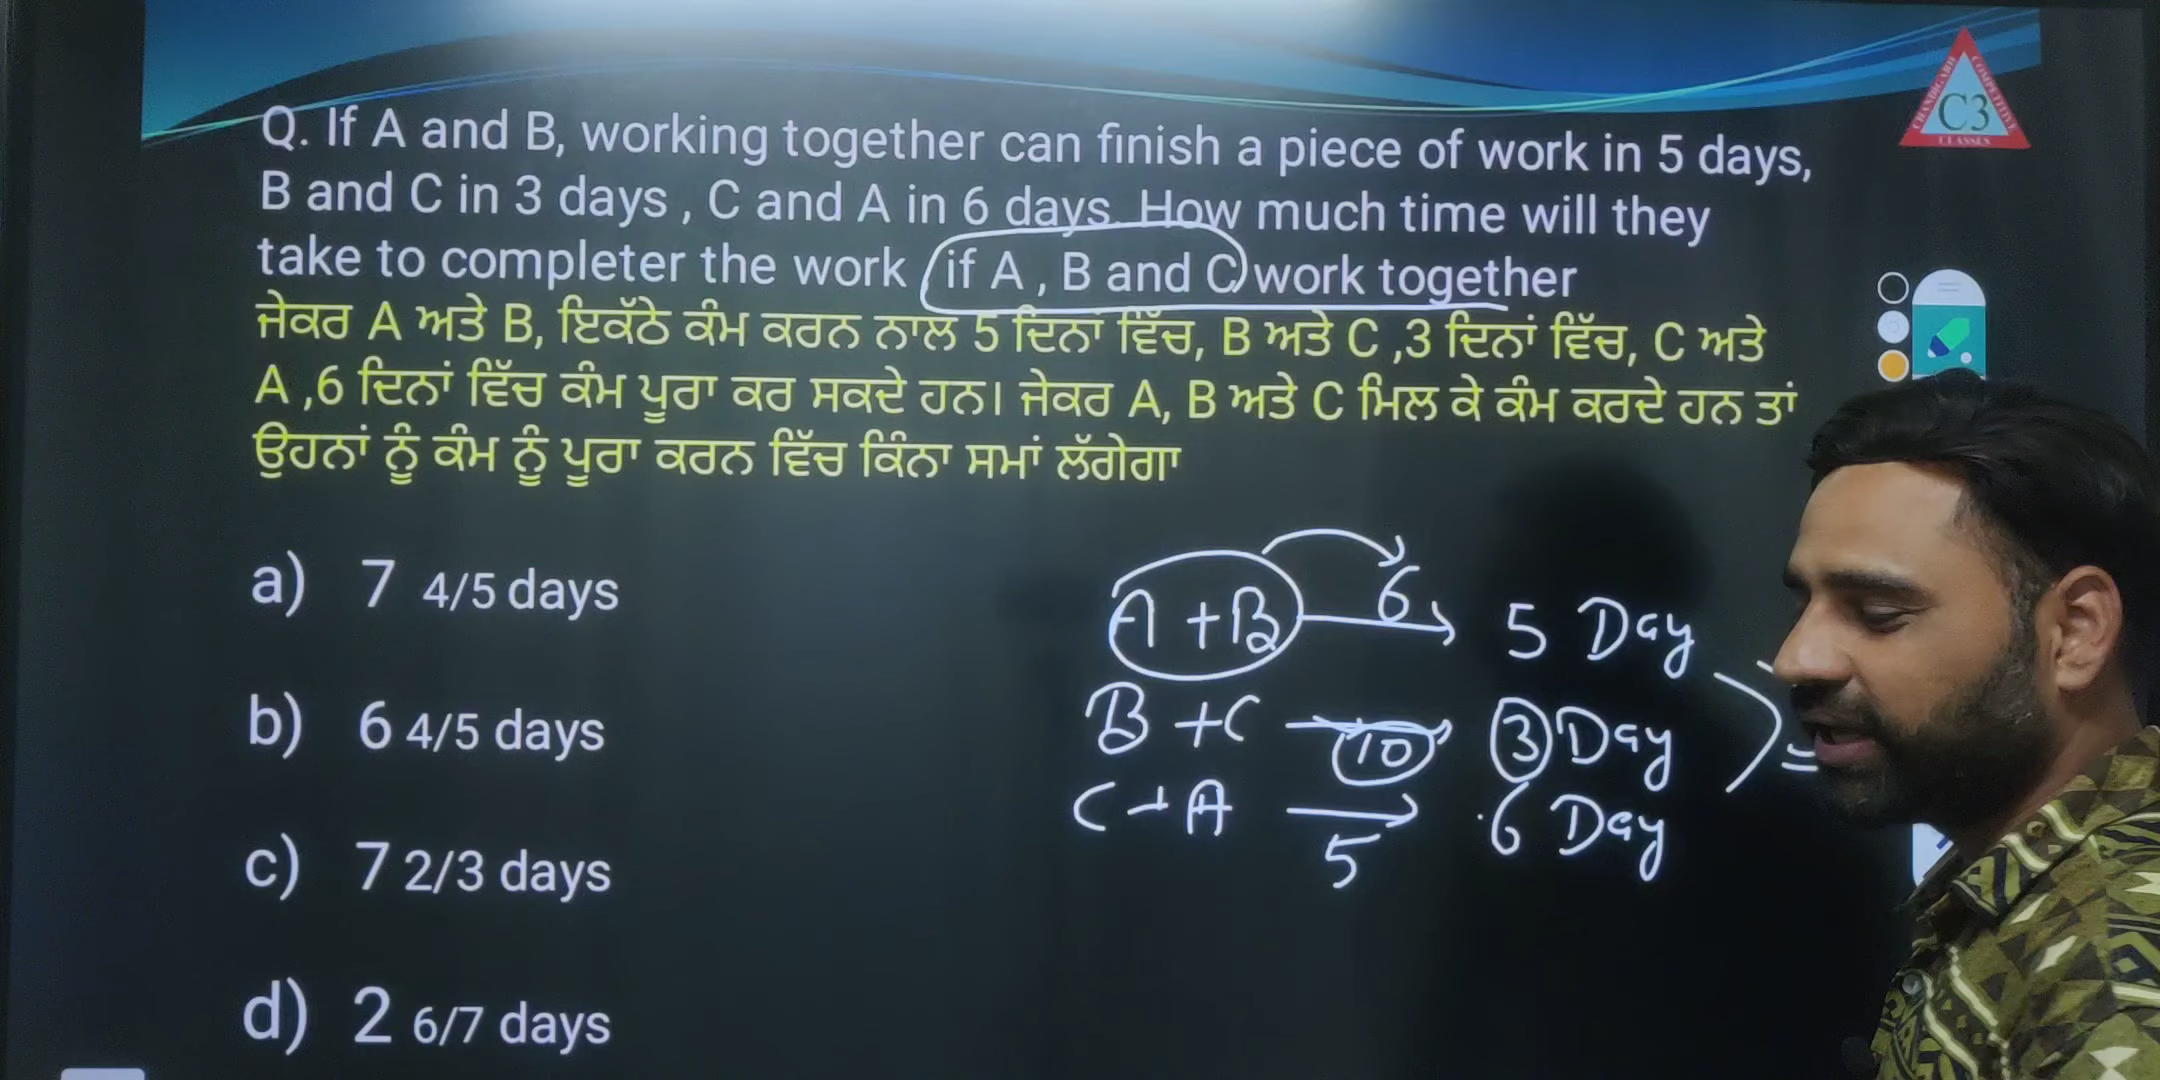 Q. If A and B, working together can finish a piece of work in 5 days,
B and C in 3 days , C and A in 6 days. How much time will they
take to completer the work if A , B and C work together
ਜੇਕਰ A ਅਤੇ B, ਇਕੱਠੇ ਕੰਮ ਕਰਨ ਨਾਲ 5 ਦਿਨਾਂ ਵਿੱਚ, B ਅਤੇ C ,3 ਦਿਨਾਂ ਵਿੱਚ, C ਅਤੇ
A ,6 ਦਿਨਾਂ ਵਿੱਚ ਕੰਮ ਪੂਰਾ ਕਰ ਸਕਦੇ ਹਨ। ਜੇਕਰ A, B ਅਤੇ C ਮਿਲ ਕੇ ਕੰਮ ਕਰਦੇ ਹਨ ਤਾਂ
ਉਹਨਾਂ ਨੂੰ ਕੰਮ ਨੂੰ ਪੂਰਾ ਕਰਨ ਵਿੱਚ ਕਿੰਨਾ ਸਮਾਂ ਲੱਗੇਗਾ
a) 7 4/5 days
b) 6 4/5 days
c) 7 2/3 days
d) 2 6/7 days
A + B 6 5 Day
B + C 10 3 Day =
C + A 5 6 Day
CHANDIGARH COMPETITIVE CLASSES
C3